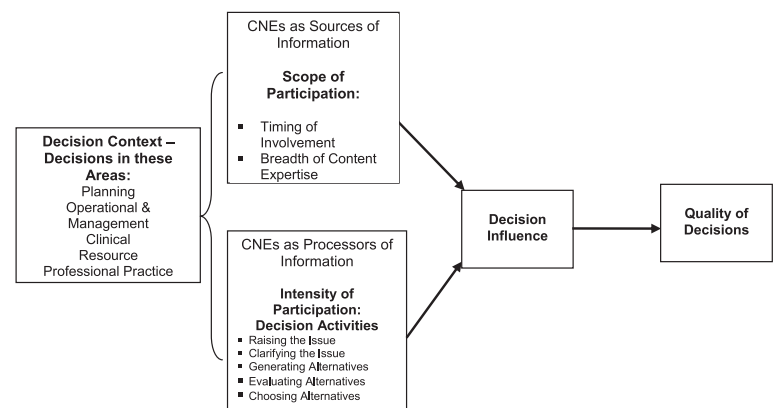 Decision Context –
Decisions in these
Areas:
Planning
Operational &
Management
Clinical
Resource
Professional Practice
CNEs as Sources of
Information
Scope of
Participation:
▪ Timing of
Involvement
▪ Breadth of Content
Expertise
CNEs as Processors of
Information
Intensity of
Participation:
Decision Activities
▪ Raising the Issue
▪ Clarifying the Issue
▪ Generating Alternatives
▪ Evaluating Alternatives
▪ Choosing Alternatives
Decision
Influence
Quality of
Decisions